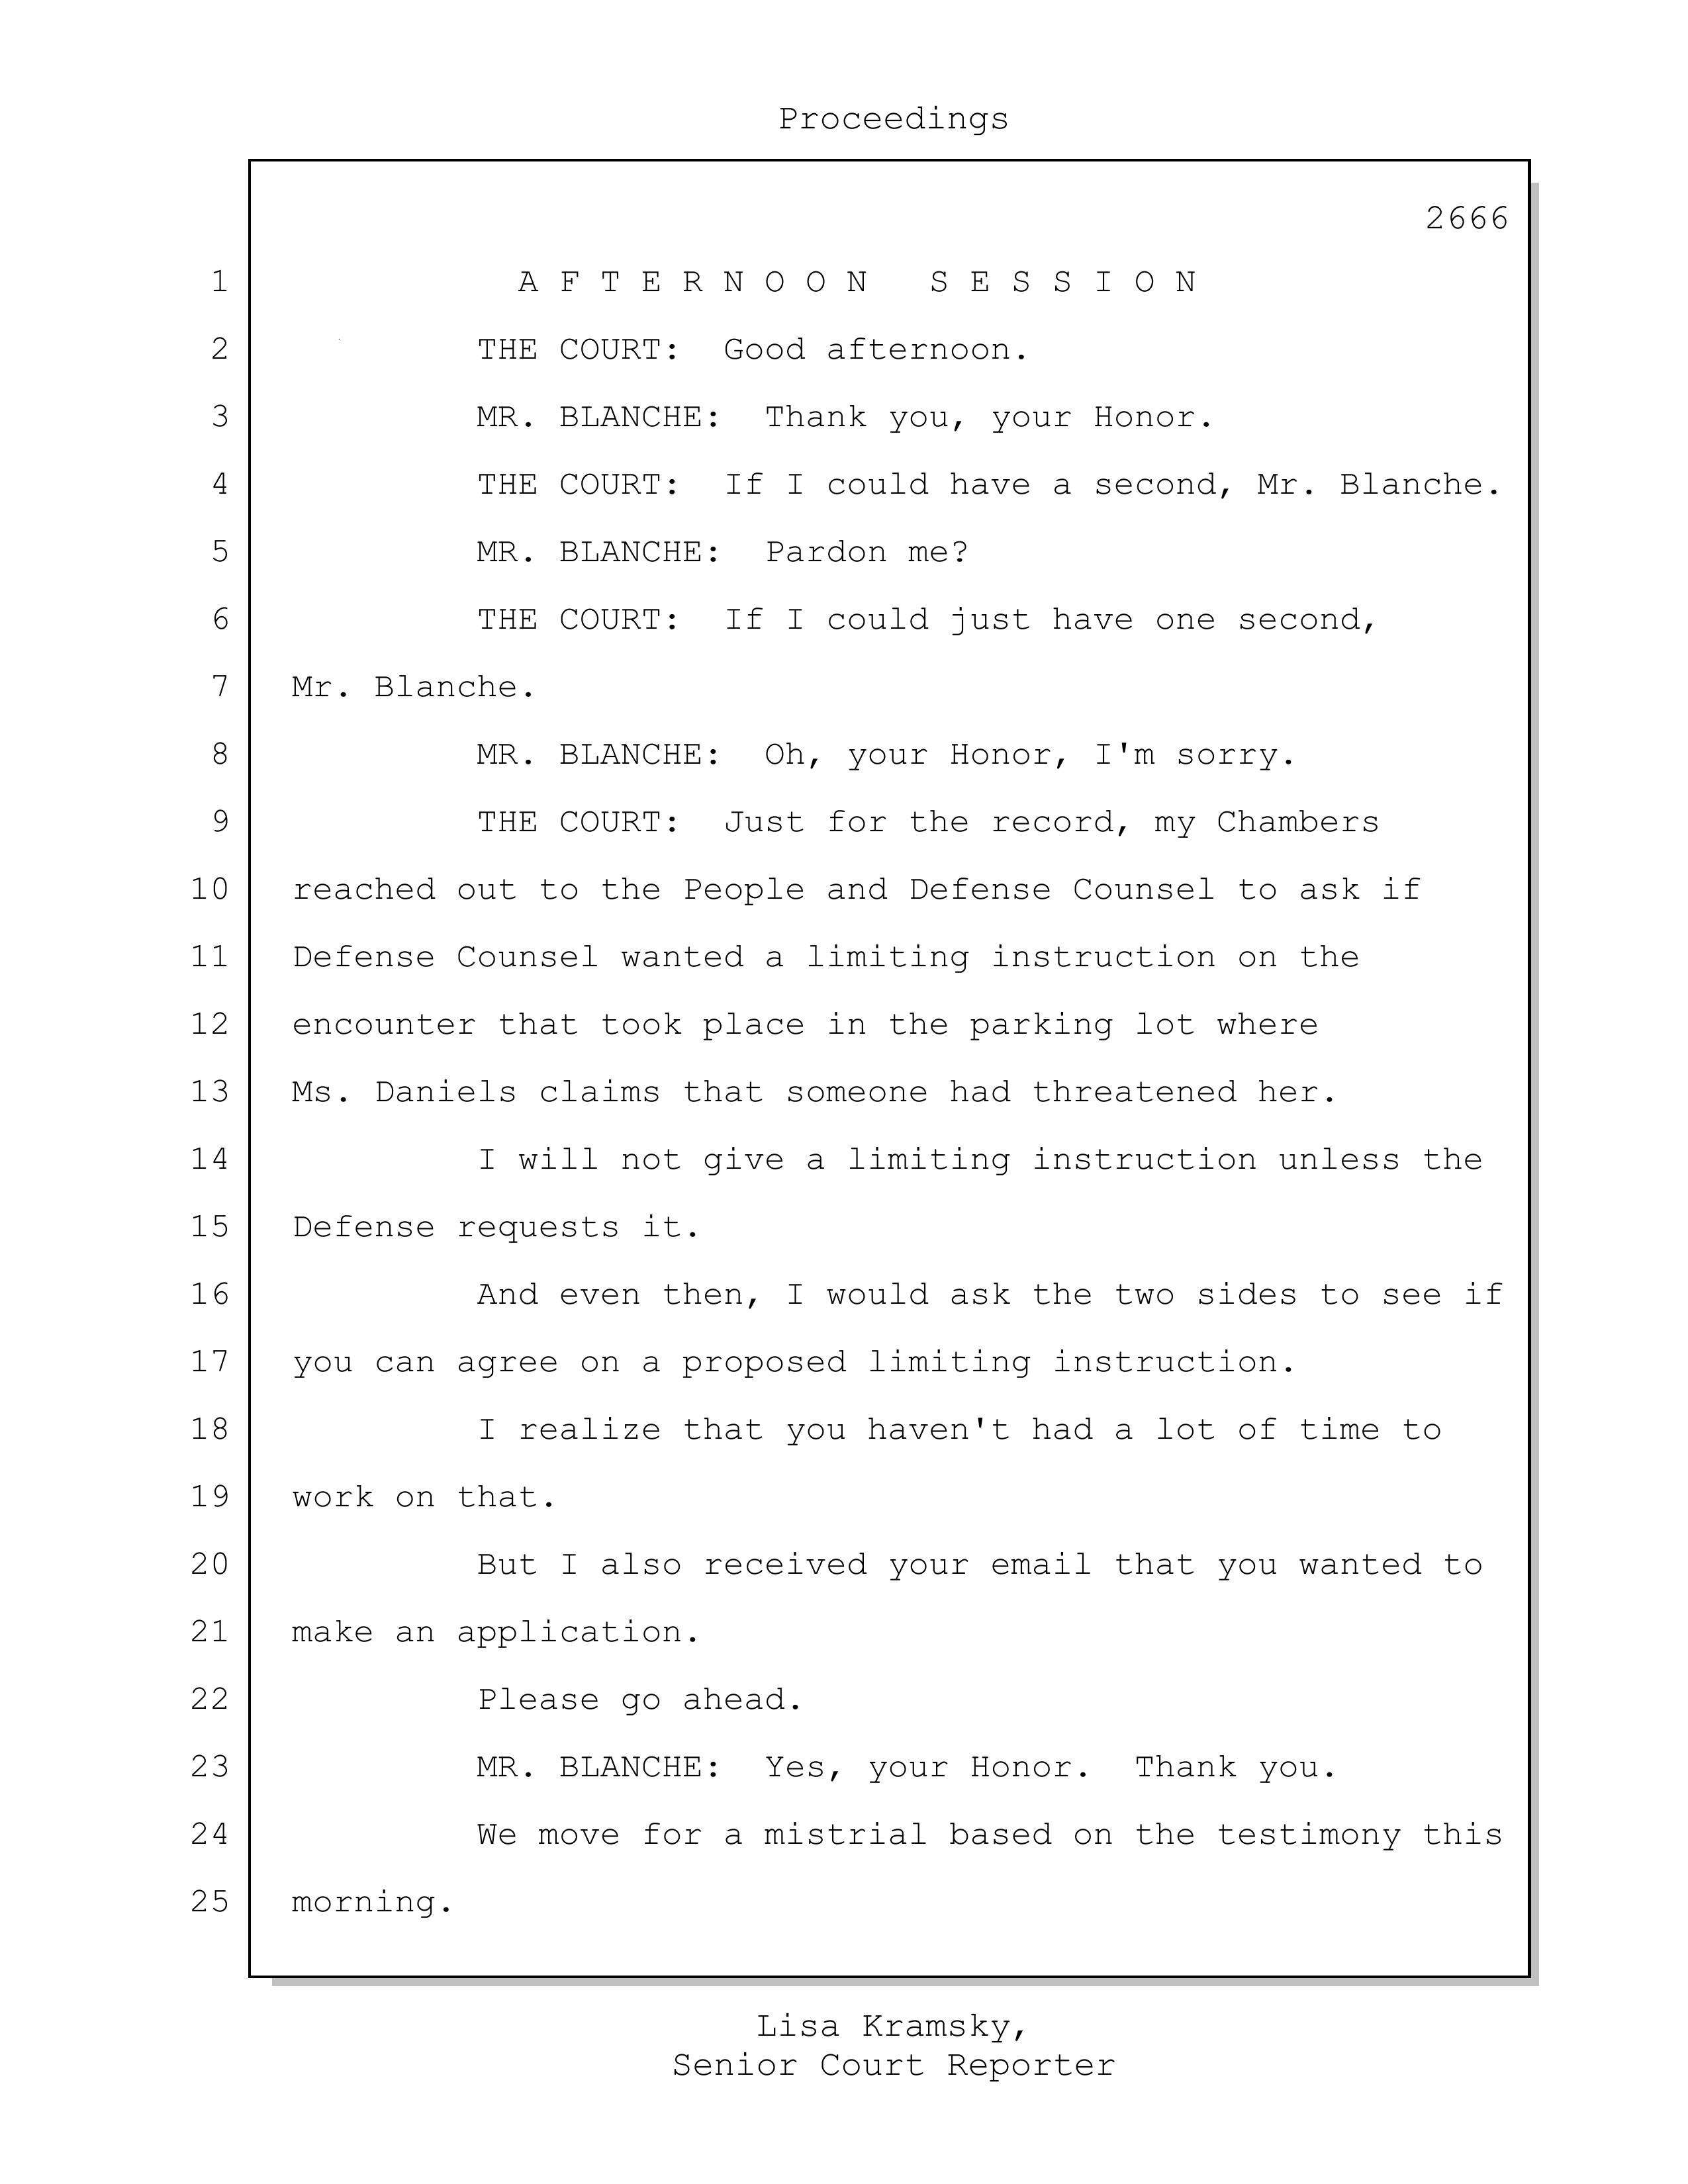 Proceedings
2666
1 A F T E R N O O N   S E S S I O N
2 THE COURT:  Good afternoon.
3 MR. BLANCHE:  Thank you, your Honor.
4 THE COURT:  If I could have a second, Mr. Blanche.
5 MR. BLANCHE:  Pardon me?
6 THE COURT:  If I could just have one second,
7 Mr. Blanche.
8 MR. BLANCHE:  Oh, your Honor, I'm sorry.
9 THE COURT:  Just for the record, my Chambers
10 reached out to the People and Defense Counsel to ask if
11 Defense Counsel wanted a limiting instruction on the
12 encounter that took place in the parking lot where
13 Ms. Daniels claims that someone had threatened her.
14 I will not give a limiting instruction unless the
15 Defense requests it.
16 And even then, I would ask the two sides to see if
17 you can agree on a proposed limiting instruction.
18 I realize that you haven't had a lot of time to
19 work on that.
20 But I also received your email that you wanted to
21 make an application.
22 Please go ahead.
23 MR. BLANCHE:  Yes, your Honor.  Thank you.
24 We move for a mistrial based on the testimony this
25 morning.
Lisa Kramsky,
Senior Court Reporter